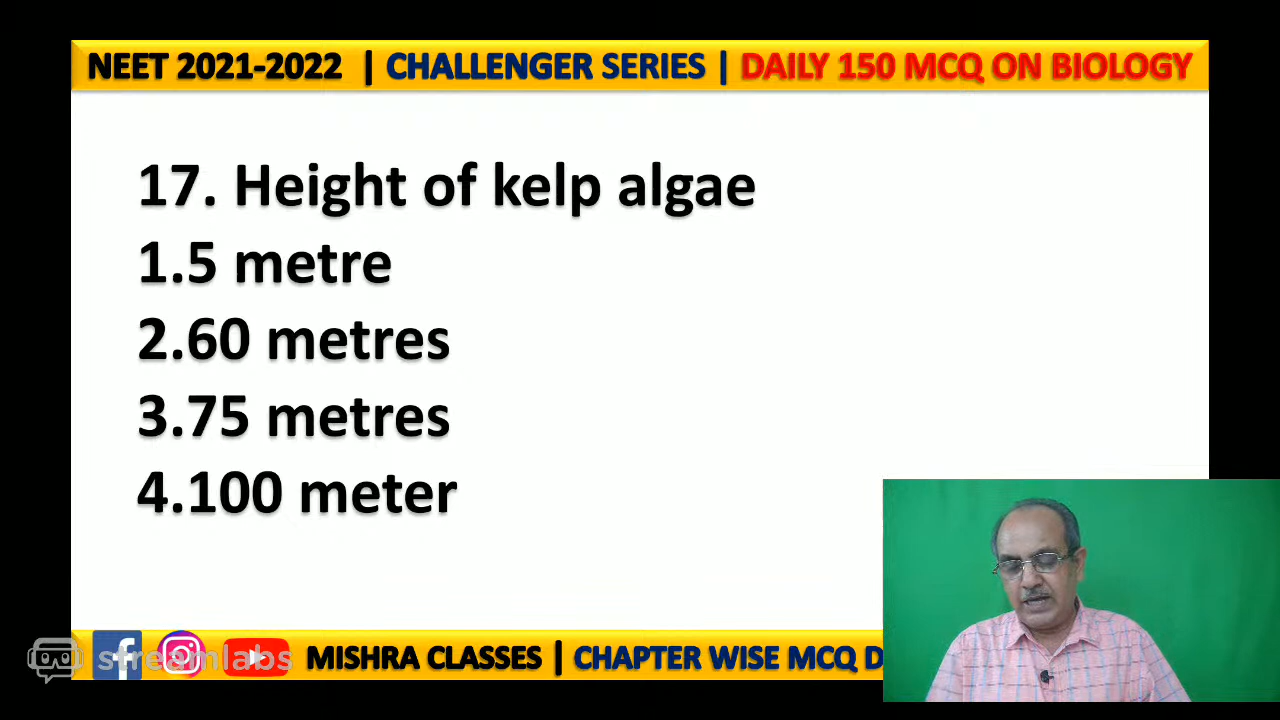 NEET 2021-2022 | CHALLENGER SERIES | DAILY 150 MCQ ON BIOLOGY
17. Height of kelp algae
1.5 metre
2.60 metres
3.75 metres
4.100 meter
streamlabs MISHRA CLASSES | CHAPTER WISE MCQ D